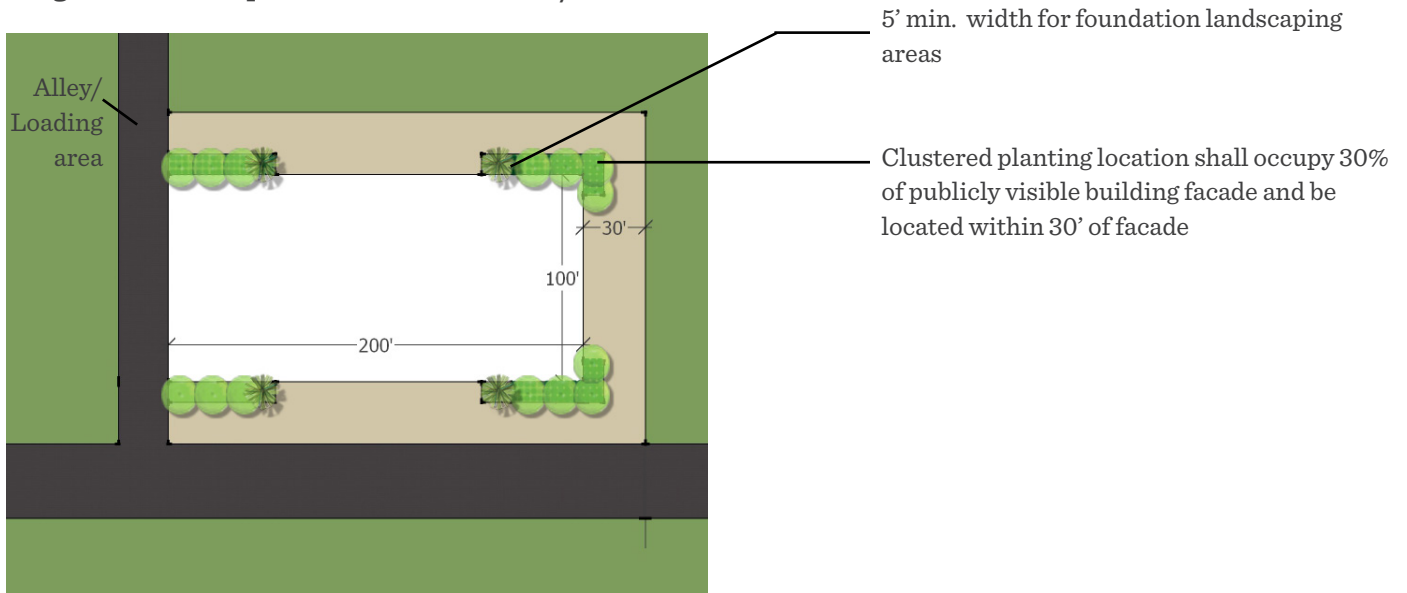 5’ min. width for foundation landscaping
areas
Alley/
Loading
area
Clustered planting location shall occupy 30%
of publicly visible building facade and be
located within 30’ of facade
30'
100'
200'